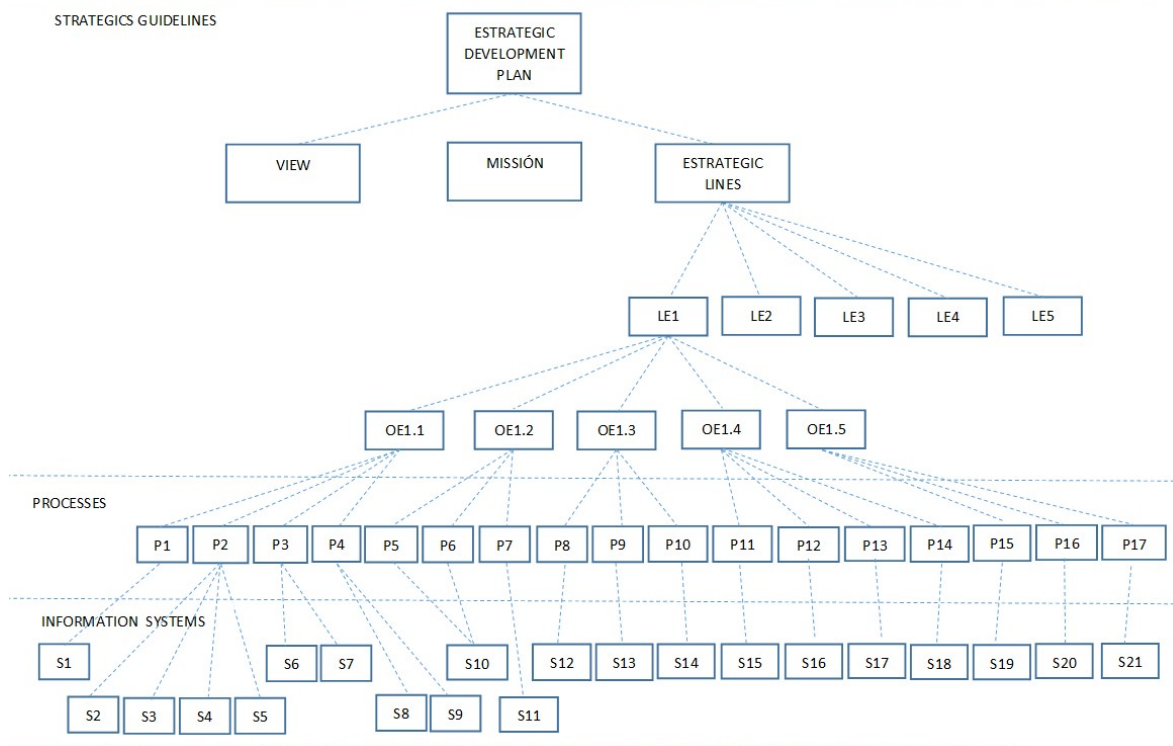 STRATEGICS GUIDELINES
ESTRATEGIC
DEVELOPMENT
PLAN
VIEW
MISSIÓN
ESTRATEGIC
LINES
LE1
LE2
LE3
LE4
LE5
OE1.1
OE1.2
OE1.3
OE1.4
OE1.5
PROCESSES
P1
P2
P3
P4
P5
P6
P7
P8
P9
P10
P11
P12
P13
P14
P15
P16
P17
INFORMATION SYSTEMS
S1
S6
S7
S10
S12
S13
S14
S15
S16
S17
S18
S19
S20
S21
S2
S3
S4
S5
S8
S9
S11